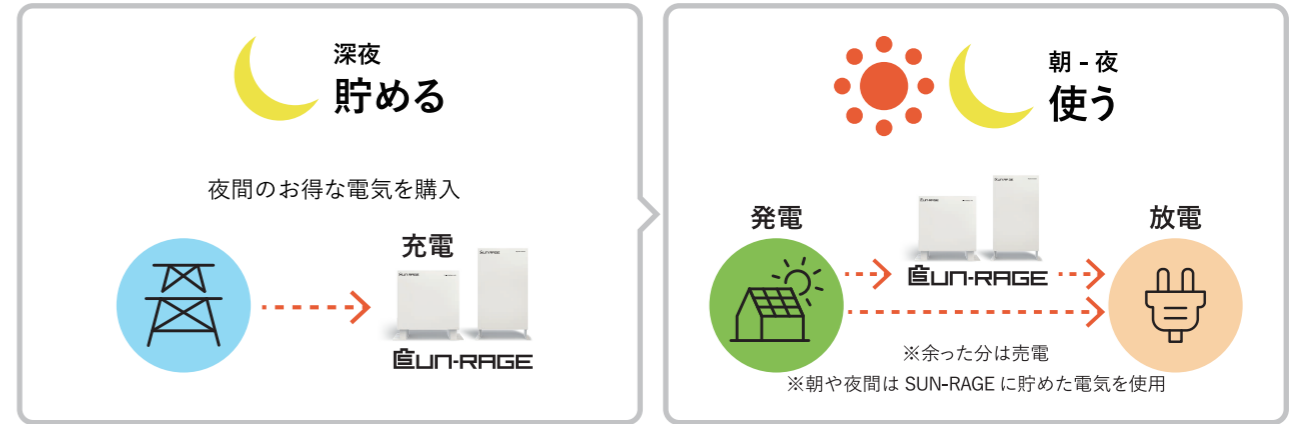 深夜
貯める
夜間のお得な電気を購入
充電
SUN-RAGE
朝 - 夜
使う
発電
放電
SUN-RAGE
※余った分は売電
※朝や夜間は SUN-RAGE に貯めた電気を使用